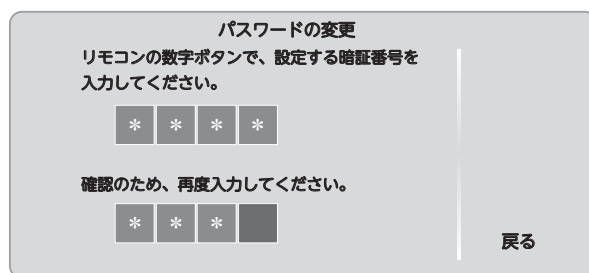 パスワードの変更
リモコンの数字ボタンで、設定する暗証番号を
入力してください。
* * * *
確認のため、再度入力してください。
* * *
戻る